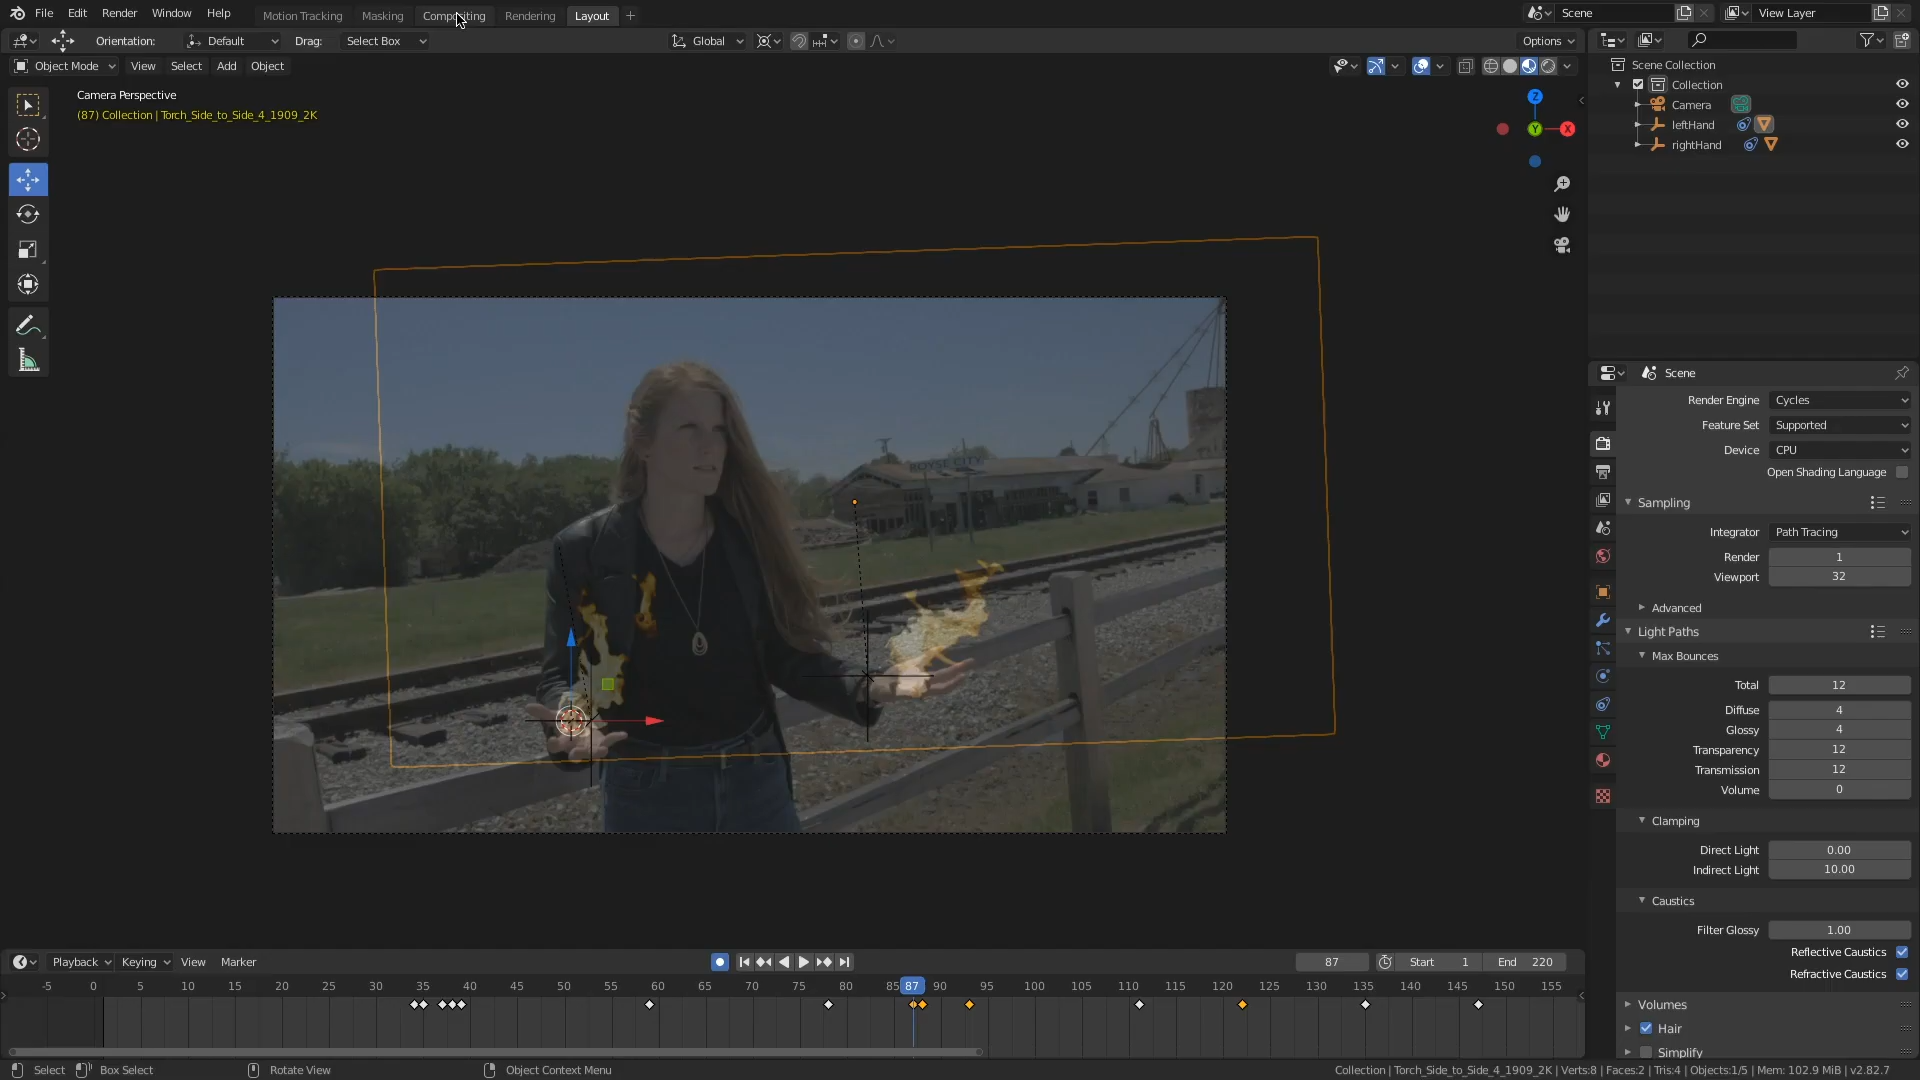 File Edit Render Window Help Motion Tracking Masking Compositing Rendering Layout + Scene View Layer
Orientation: Default Drag: Select Box Global Options
Object Mode View Select Add Object
Camera Perspective
(87) Collection | Torch_Side_to_Side_4_1909_2K
Z
Y X
ROYSE CITY
Scene Collection
Collection
Camera
leftHand
rightHand
Scene
Render Engine Cycles
Feature Set Supported
Device CPU
Open Shading Language
Sampling
Integrator Path Tracing
Render 1
Viewport 32
Advanced
Light Paths
Max Bounces
Total 12
Diffuse 4
Glossy 4
Transparency 12
Transmission 12
Volume 0
Clamping
Direct Light 0.00
Indirect Light 10.00
Caustics
Filter Glossy 1.00
Reflective Caustics
Refractive Caustics
Volumes
Hair
Simplify
Playback Keying View Marker 87 Start 1 End 220
-5 0 5 10 15 20 25 30 35 40 45 50 55 60 65 70 75 80 85 87 90 95 100 105 110 115 120 125 130 135 140 145 150 155
Select Box Select Rotate View Object Context Menu Collection | Torch_Side_to_Side_4_1909_2K | Verts:8 | Faces:2 | Tris:4 | Objects:1/5 | Mem: 102.9 MiB | v2.82.7